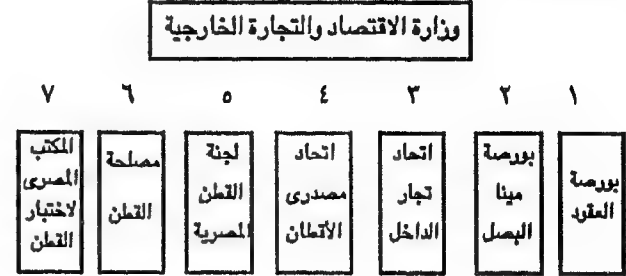 وزارة الاقتصاد والتجارة الخارجية
١ ٢ ٣ ٤ ٥ ٦ ٧
بورصة
العقود
بورصة
مينا
البصل
اتحاد
تجار
الداخل
اتحاد
مصدرى
الأقطان
لجنة
القطن
المصرية
مصلحة
القطن
المكتب
المصرى
لاختبار
القطن